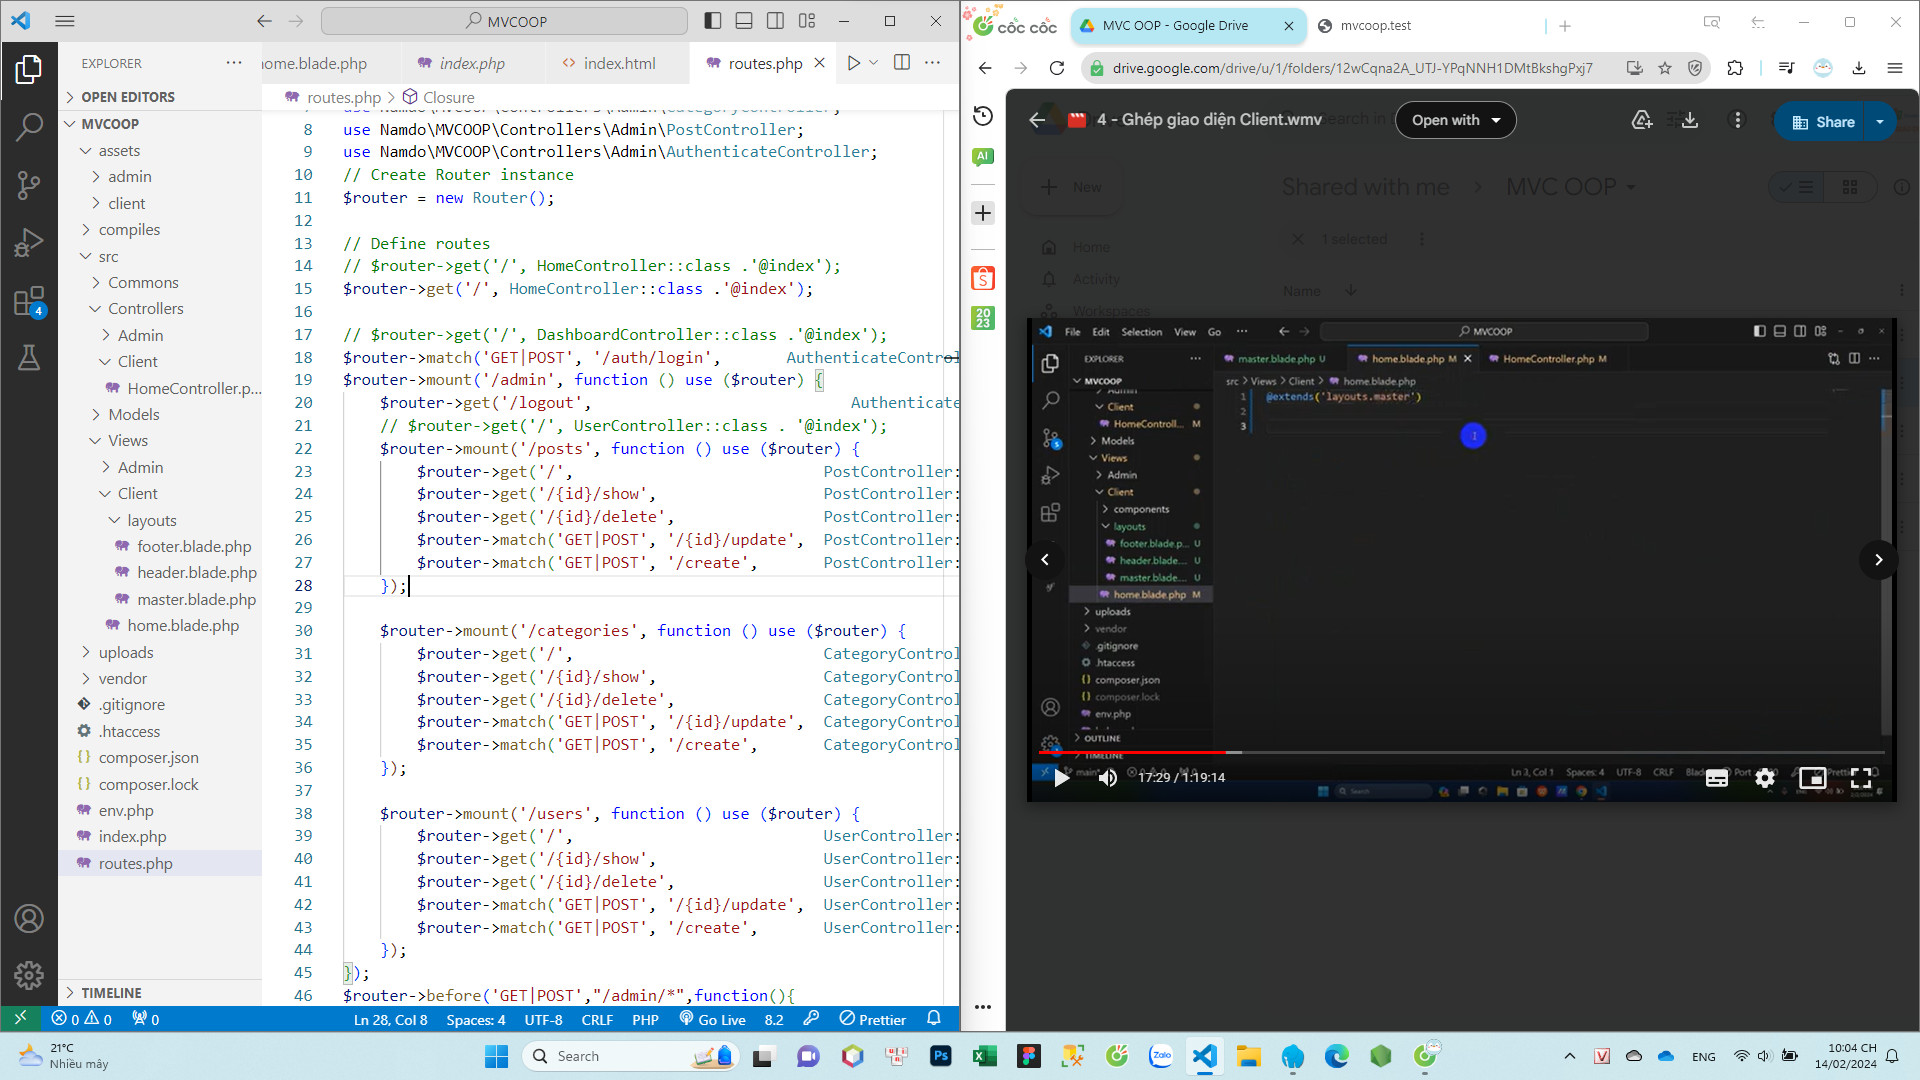 MVCOOP
EXPLORER
OPEN EDITORS
MVCOOP
assets
admin
client
compiles
src
Commons
Controllers
Admin
Client
HomeController.p...
Models
Views
Admin
Client
layouts
footer.blade.php
header.blade.php
master.blade.php
home.blade.php
uploads
vendor
.gitignore
.htaccess
composer.json
composer.lock
env.php
index.php
routes.php
TIMELINE
4
home.blade.php
index.php
index.html
routes.php
routes.php
Closure
8 use Namdo\MVCOOP\Controllers\Admin\PostController;
9 use Namdo\MVCOOP\Controllers\Admin\AuthenticateController;
10 // Create Router instance
11 $router = new Router();
12
13 // Define routes
14 // $router->get('/', HomeController::class .'@index');
15 $router->get('/', HomeController::class .'@index');
16
17 // $router->get('/', DashboardController::class .'@index');
18 $router->match('GET|POST', '/auth/login', AuthenticateControl
19 $router->mount('/admin', function () use ($router) {
20 $router->get('/logout', Authenticate
21 // $router->get('/', UserController::class . '@index');
22 $router->mount('/posts', function () use ($router) {
23 $router->get('/', PostController:
24 $router->get('/{id}/show', PostController:
25 $router->get('/{id}/delete', PostController:
26 $router->match('GET|POST', '/{id}/update', PostController:
27 $router->match('GET|POST', '/create', PostController:
28 });
29
30 $router->mount('/categories', function () use ($router) {
31 $router->get('/', CategoryControl
32 $router->get('/{id}/show', CategoryControl
33 $router->get('/{id}/delete', CategoryControl
34 $router->match('GET|POST', '/{id}/update', CategoryControl
35 $router->match('GET|POST', '/create', CategoryControl
36 });
37
38 $router->mount('/users', function () use ($router) {
39 $router->get('/', UserController:
40 $router->get('/{id}/show', UserController:
41 $router->get('/{id}/delete', UserController:
42 $router->match('GET|POST', '/{id}/update', UserController:
43 $router->match('GET|POST', '/create', UserController:
44 });
45 });
46 $router->before('GET|POST',"/admin/*",function(){
0 0 0
Ln 28, Col 8 Spaces: 4 UTF-8 CRLF PHP Go Live 8.2 Prettier
cốc cốc
MVC OOP - Google Drive
mvcoop.test
drive.google.com/drive/u/1/folders/12wCqna2A_UTJ-YPqNNH1DMtBkshgPxj7
AI
20
23
4 - Ghép giao diện Client.wmv
Open with
Share
New
Shared with me
MVC OOP
1 selected
Home
Activity
Workspaces
Name
File Edit Selection View Go
MVCOOP
EXPLORER
MVCOOP
Admin
Client
HomeControll... M
Models
Views
Admin
Client
components
layouts
footer.blade.p... U
header.blade.... U
master.blade.... U
home.blade.php M
uploads
vendor
.gitignore
.htaccess
composer.json
composer.lock
env.php
OUTLINE
TIMELINE
master.blade.php U
home.blade.php M
HomeController.php M
src > Views > Client > home.blade.php
1 @extends('layouts.master')
2
3
main*
Ln 3, Col 1 Spaces: 4 UTF-8 CRLF
17:29 / 1:19:14
21°C
Nhiều mây
Search
Ps
Zalo
ENG
10:04 CH
14/02/2024